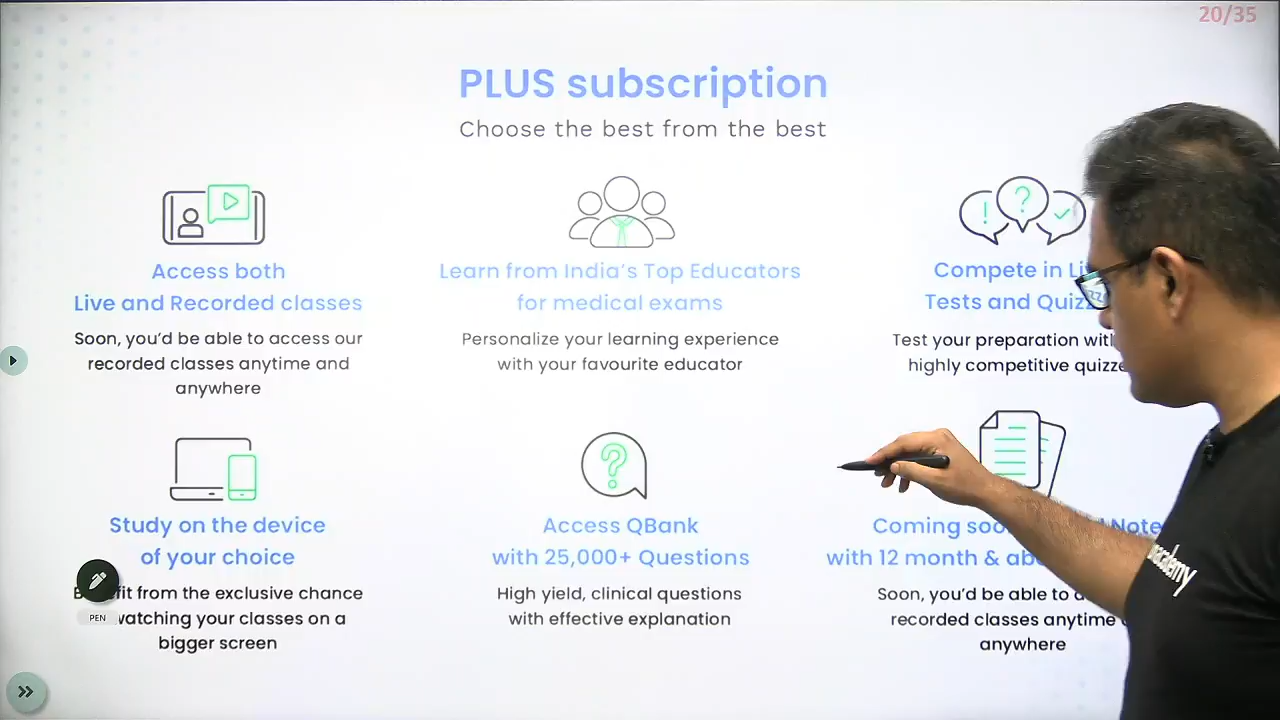 20/35
PLUS subscription
Choose the best from the best
Access both
Live and Recorded classes
Soon, you'd be able to access our
recorded classes anytime and
anywhere
Learn from India's Top Educators
for medical exams
Personalize your learning experience
with your favourite educator
Compete in
Tests and
Test your preparation
highly competitive
Study on the device
of your choice
from the exclusive chance
watching your classes on a
bigger screen
PEN
Access QBank
with 25,000+ Questions
High yield, clinical questions
with effective explanation
Coming
with 12 month &
Soon, you'd be able to
recorded classes anytime
anywhere